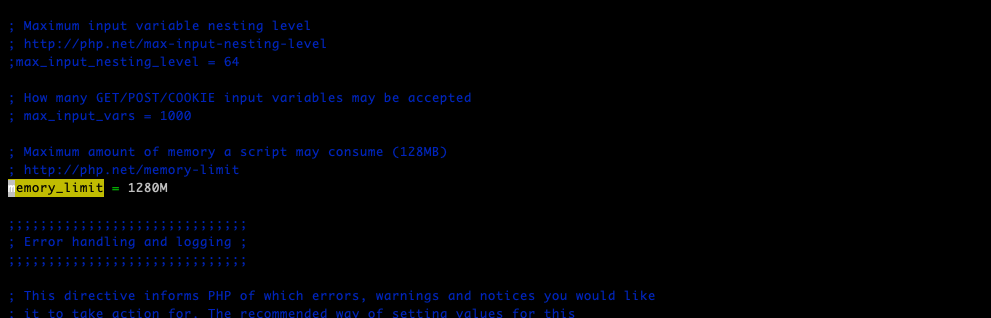 ; Maximum input variable nesting level
; http://php.net/max-input-nesting-level
;max_input_nesting_level = 64
; How many GET/POST/COOKIE input variables may be accepted
; max_input_vars = 1000
; Maximum amount of memory a script may consume (128MB)
; http://php.net/memory-limit
memory_limit = 1280M
;;;;;;;;;;;;;;;;;;;;;;;;;;;;;;
; Error handling and logging ;
;;;;;;;;;;;;;;;;;;;;;;;;;;;;;;
; This directive informs PHP of which errors, warnings and notices you would like
; it to take action for. The recommended way of setting values for this